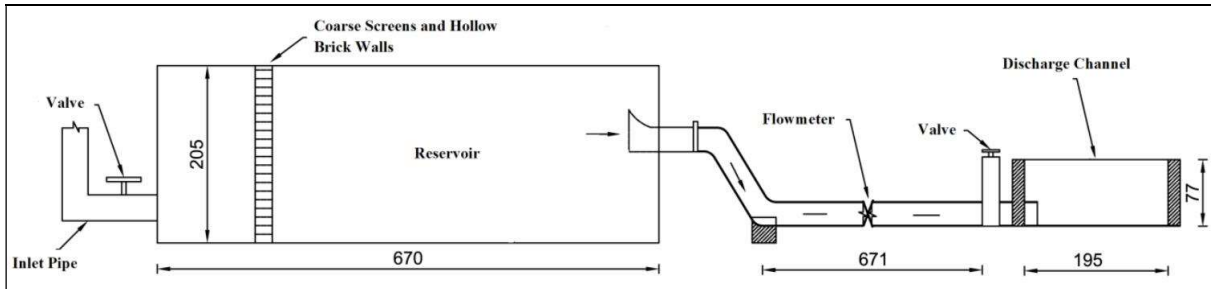 Coarse Screens and Hollow
Brick Walls
Discharge Channel
Valve
Flowmeter
Valve
205
Reservoir
77
Inlet Pipe
670
671
195